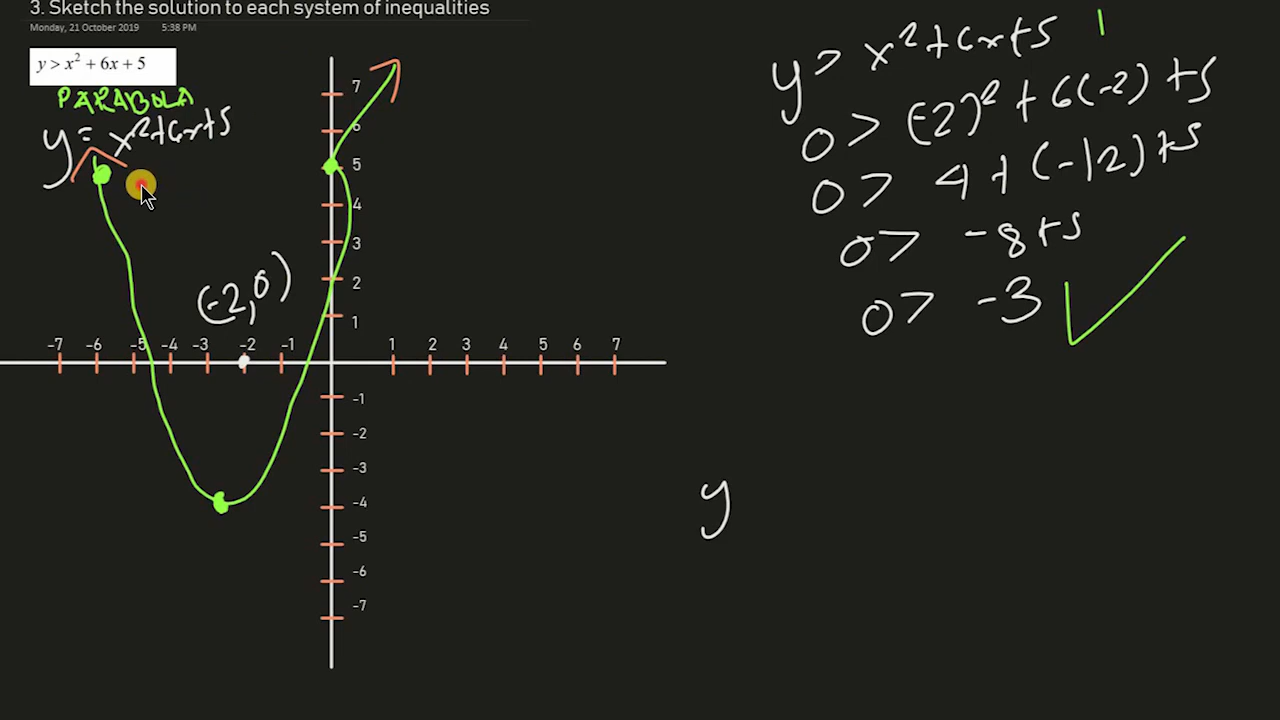 3. Sketch the solution to each system of inequalities
Monday, 21 October 2019 5:38 PM
y > x² + 6x + 5
PARABOLA
y = x²+6x+5
(-2,0)
7
6
5
4
3
2
1
-7 -6 -5 -4 -3 -2 -1 1 2 3 4 5 6 7
-1
-2
-3
-4
-5
-6
-7
y > x²+6x+5
0 > (-2)² + 6(-2) +5
0 > 4 + (-12) +5
0 > -8+5
0 > -3
y